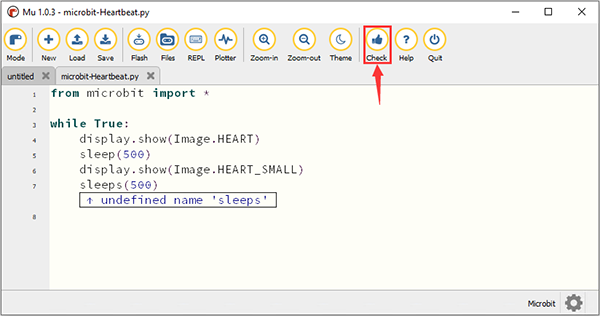 Mu 1.0.3 - microbit-Heartbeat.py
Mode New Load Save Flash Files REPL Plotter Zoom-in Zoom-out Theme Check Help Quit
untitled microbit-Heartbeat.py
1 from microbit import *
2
3 while True:
4 display.show(Image.HEART)
5 sleep(500)
6 display.show(Image.HEART_SMALL)
7 sleeps(500)
↑ undefined name 'sleeps'
8
Microbit